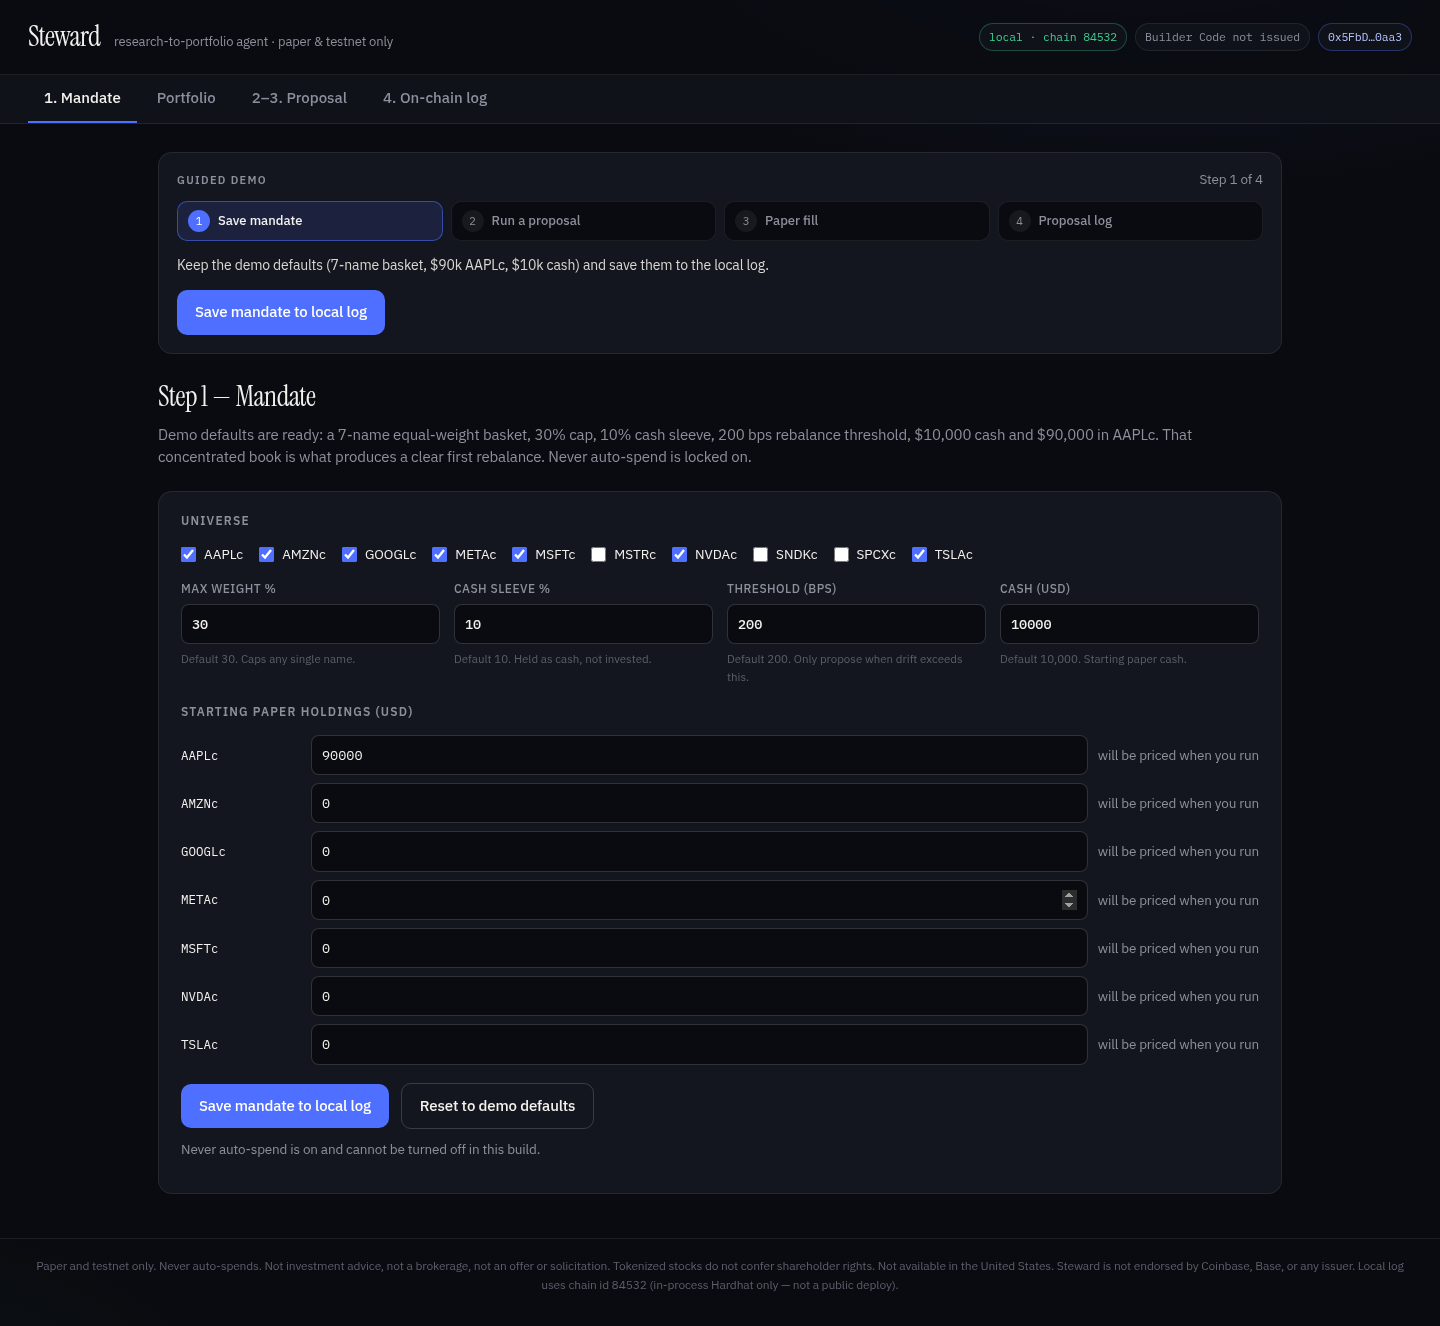 Steward
research-to-portfolio agent · paper & testnet only
local · chain 84532
Builder Code not issued
0x5FbD…0aa3
1. Mandate
Portfolio
2–3. Proposal
4. On-chain log
GUIDED DEMO
Step 1 of 4
1 Save mandate
2 Run a proposal
3 Paper fill
4 Proposal log
Keep the demo defaults (7-name basket, $90k AAPLc, $10k cash) and save them to the local log.
Save mandate to local log
Step 1 — Mandate
Demo defaults are ready: a 7-name equal-weight basket, 30% cap, 10% cash sleeve, 200 bps rebalance threshold, $10,000 cash and $90,000 in AAPLc. That
concentrated book is what produces a clear first rebalance. Never auto-spend is locked on.
UNIVERSE
AAPLc
AMZNc
GOOGLc
METAc
MSFTc
MSTRc
NVDAc
SNDKc
SPCXc
TSLAc
MAX WEIGHT %
CASH SLEEVE %
THRESHOLD (BPS)
CASH (USD)
30
10
200
10000
Default 30. Caps any single name.
Default 10. Held as cash, not invested.
Default 200. Only propose when drift exceeds
this.
Default 10,000. Starting paper cash.
STARTING PAPER HOLDINGS (USD)
AAPLc 90000 will be priced when you run
AMZNc 0 will be priced when you run
GOOGLc 0 will be priced when you run
METAc 0 will be priced when you run
MSFTc 0 will be priced when you run
NVDAc 0 will be priced when you run
TSLAc 0 will be priced when you run
Save mandate to local log
Reset to demo defaults
Never auto-spend is on and cannot be turned off in this build.
Paper and testnet only. Never auto-spends. Not investment advice, not a brokerage, not an offer or solicitation. Tokenized stocks do not confer shareholder rights. Not available in the United States. Steward is not endorsed by Coinbase, Base, or any issuer. Local log
uses chain id 84532 (in-process Hardhat only — not a public deploy).